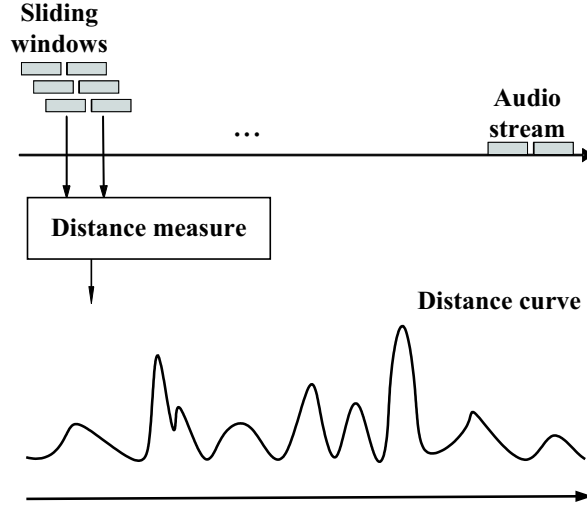 Sliding
windows
Audio
stream
...
Distance measure
Distance curve